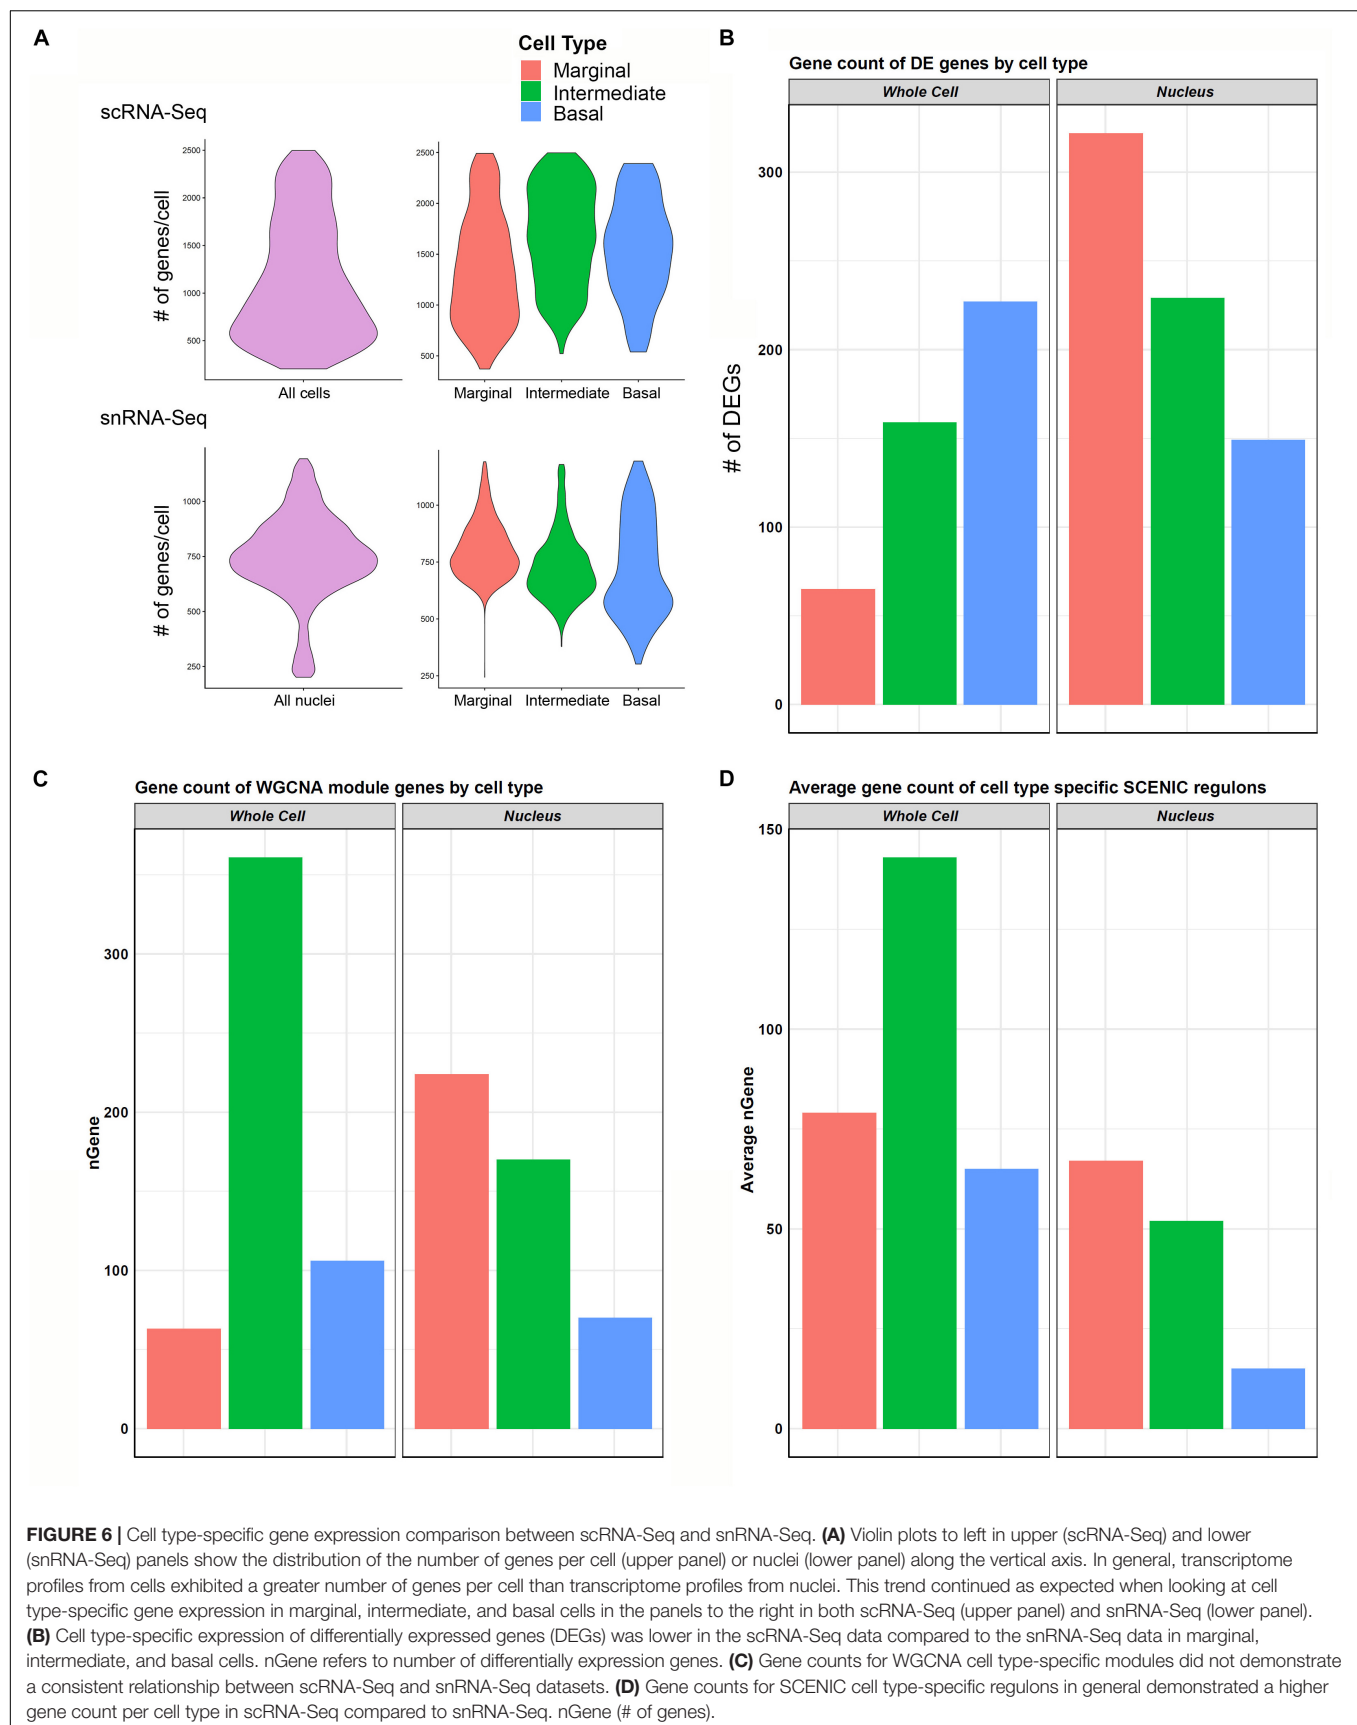 A
Cell Type
Marginal
Intermediate
Basal
scRNA-Seq
# of genes/cell
2500
2000
1500
1000
500
All cells
2500
2000
1500
1000
500
Marginal Intermediate Basal
snRNA-Seq
# of genes/cell
1000
750
500
250
All nuclei
1000
750
500
250
Marginal Intermediate Basal
B
Gene count of DE genes by cell type
Whole Cell Nucleus
# of DEGs
300
200
100
0
C
Gene count of WGCNA module genes by cell type
Whole Cell Nucleus
nGene
300
200
100
0
D
Average gene count of cell type specific SCENIC regulons
Whole Cell Nucleus
Average nGene
150
100
50
0
FIGURE 6 | Cell type-specific gene expression comparison between scRNA-Seq and snRNA-Seq. (A) Violin plots to left in upper (scRNA-Seq) and lower
(snRNA-Seq) panels show the distribution of the number of genes per cell (upper panel) or nuclei (lower panel) along the vertical axis. In general, transcriptome
profiles from cells exhibited a greater number of genes per cell than transcriptome profiles from nuclei. This trend continued as expected when looking at cell
type-specific gene expression in marginal, intermediate, and basal cells in the panels to the right in both scRNA-Seq (upper panel) and snRNA-Seq (lower panel).
(B) Cell type-specific expression of differentially expressed genes (DEGs) was lower in the scRNA-Seq data compared to the snRNA-Seq data in marginal,
intermediate, and basal cells. nGene refers to number of differentially expression genes. (C) Gene counts for WGCNA cell type-specific modules did not demonstrate
a consistent relationship between scRNA-Seq and snRNA-Seq datasets. (D) Gene counts for SCENIC cell type-specific regulons in general demonstrated a higher
gene count per cell type in scRNA-Seq compared to snRNA-Seq. nGene (# of genes).